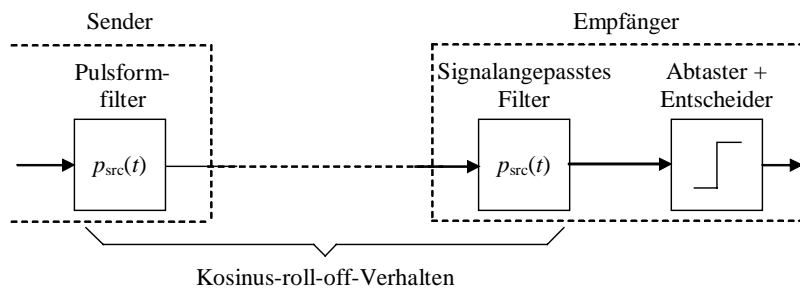 Sender
Empfänger
Pulsform-
filter
Signalangepasstes
Filter
Abtaster +
Entscheider
p_src(t)
p_src(t)
Kosinus-roll-off-Verhalten